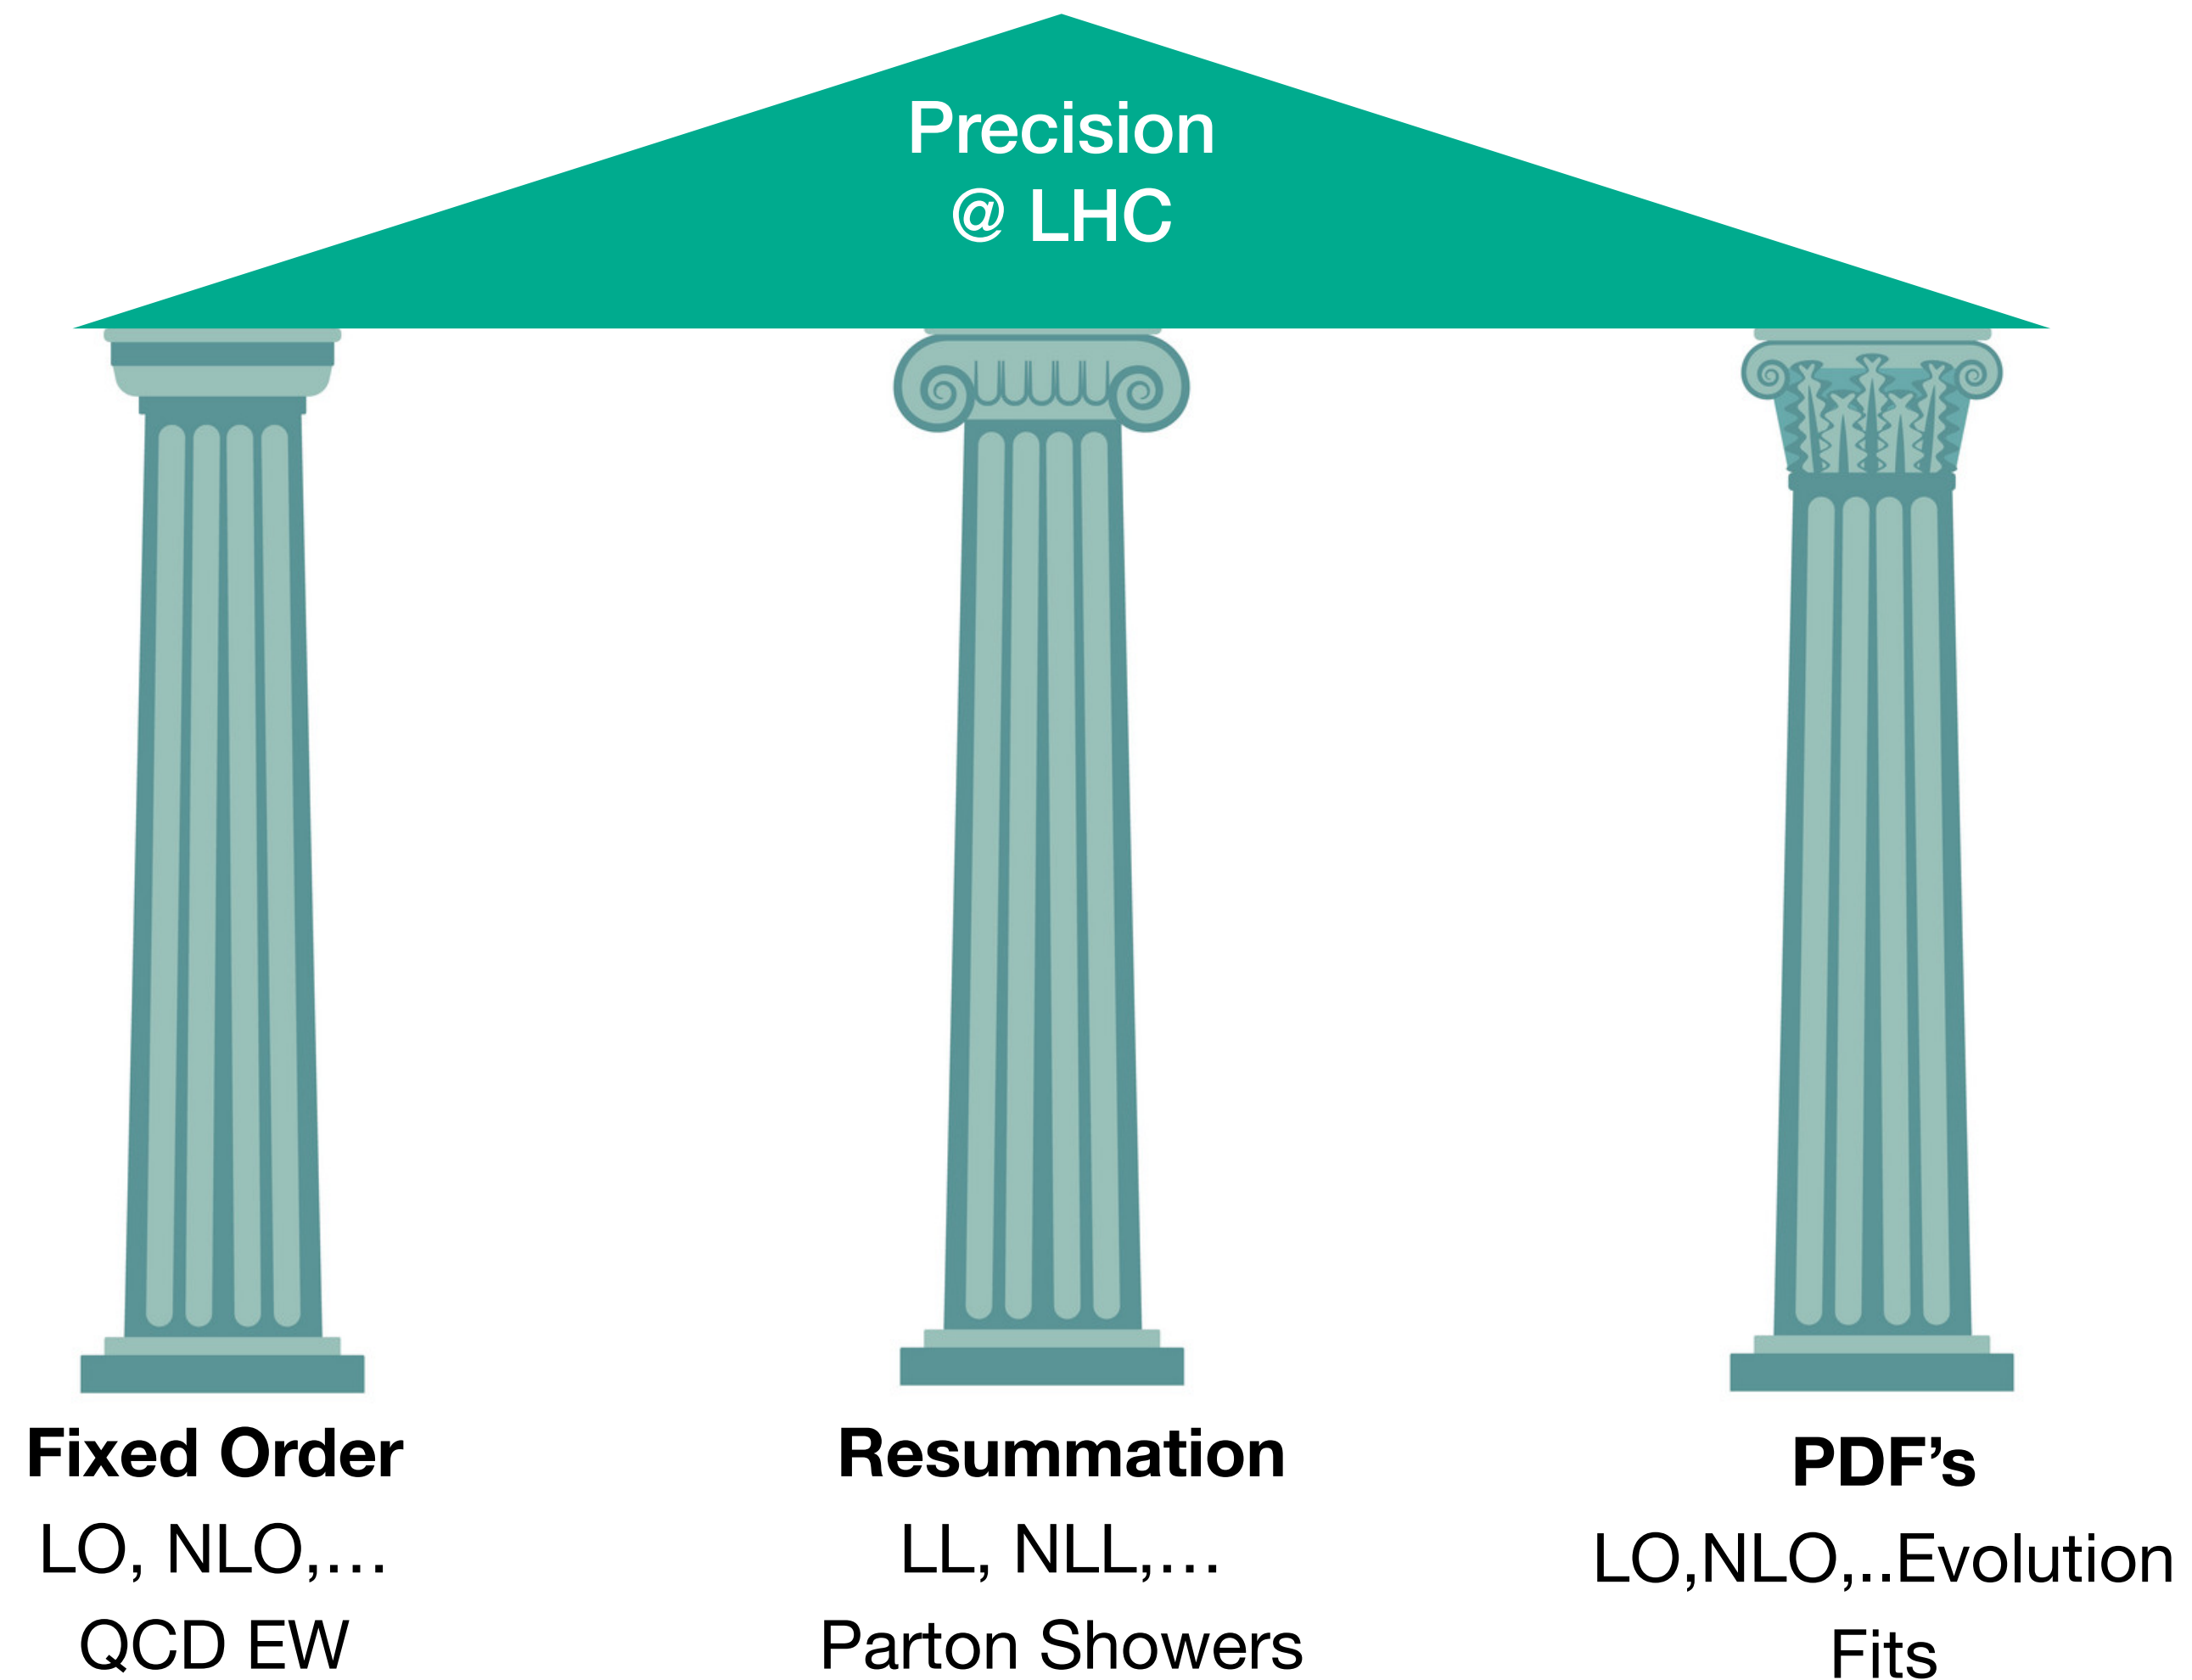 Precision
@ LHC
Fixed Order
LO, NLO,...
QCD EW
Resummation
LL, NLL,...
Parton Showers
PDF's
LO,NLO,...Evolution
Fits